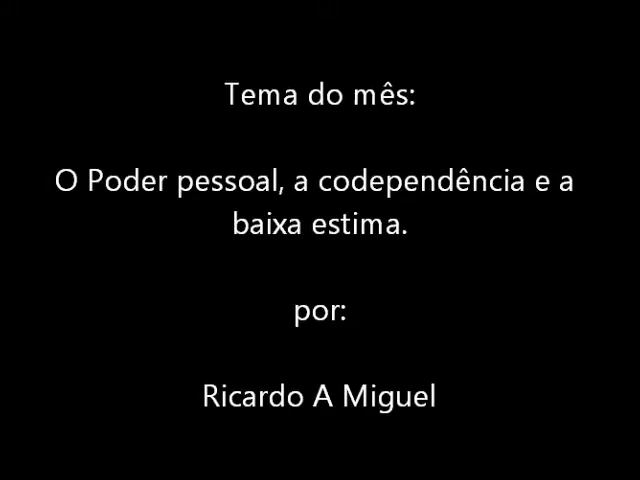 Tema do mês:
O Poder pessoal, a codependência e a
baixa estima.
por:
Ricardo A Miguel